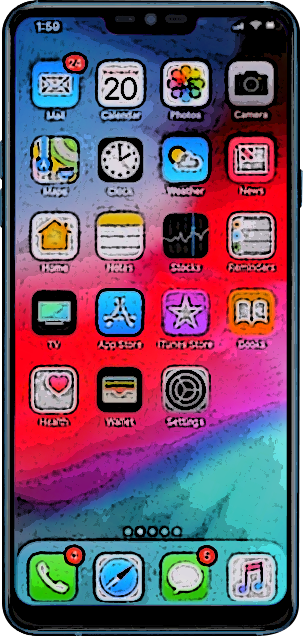 1:59
24
20
Mail Calendar Photos Camera
Maps Clock Weather News
Home Notes Stocks Reminders
TV App Store iTunes Store Books
Health Wallet Settings
5